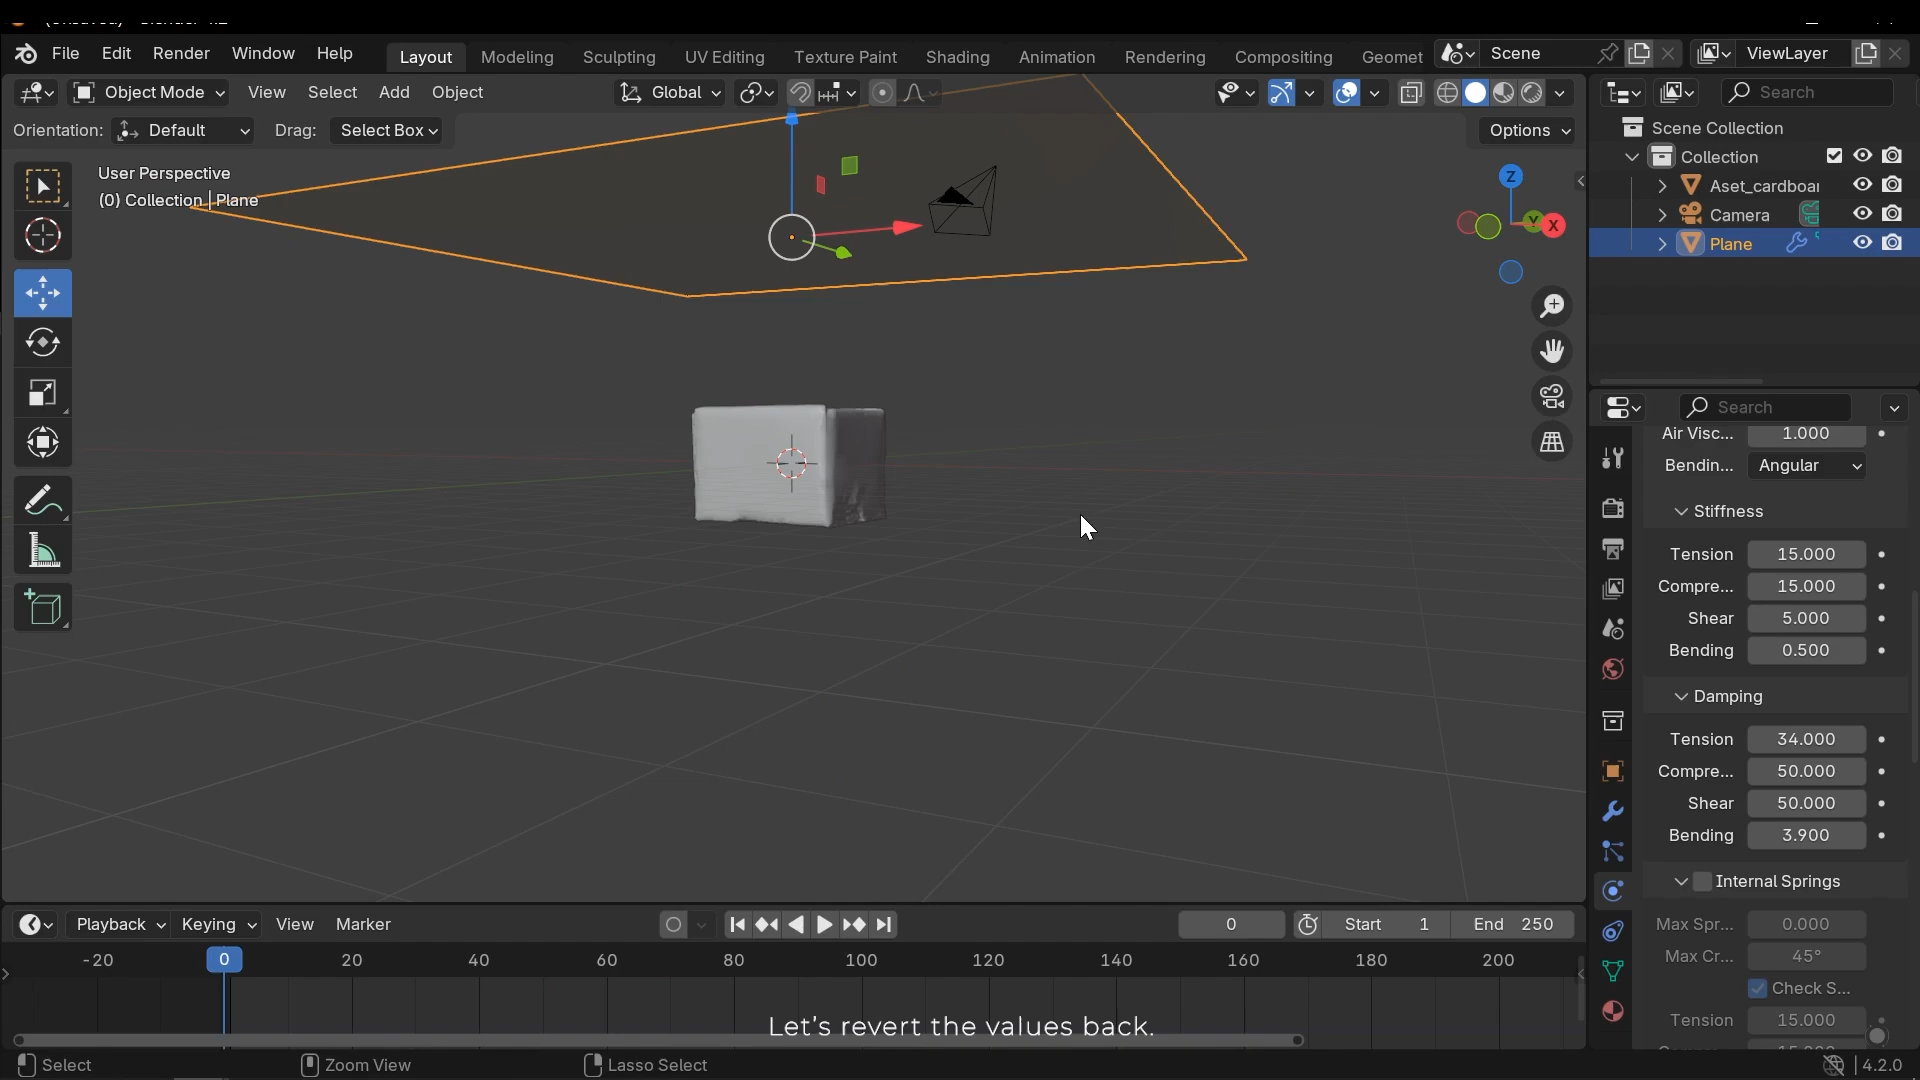 File Edit Render Window Help Layout Modeling Sculpting UV Editing Texture Paint Shading Animation Rendering Compositing Geomet Scene ViewLayer
Object Mode View Select Add Object Global Search
Orientation: Default Drag: Select Box Options
Scene Collection
Collection
Aset_cardboar
Camera
Plane
User Perspective
(0) Collection | Plane
Z
Y
X
Search
Air Visc... 1.000
Bendin... Angular
Stiffness
Tension 15.000
Compre... 15.000
Shear 5.000
Bending 0.500
Damping
Tension 34.000
Compre... 50.000
Shear 50.000
Bending 3.900
Internal Springs
Max Spr... 0.000
Max Cr... 45°
Check S...
Tension 15.000
Playback Keying View Marker 0 Start 1 End 250
-20 0 20 40 60 80 100 120 140 160 180 200
Let's revert the values back.
Select Zoom View Lasso Select 4.2.0